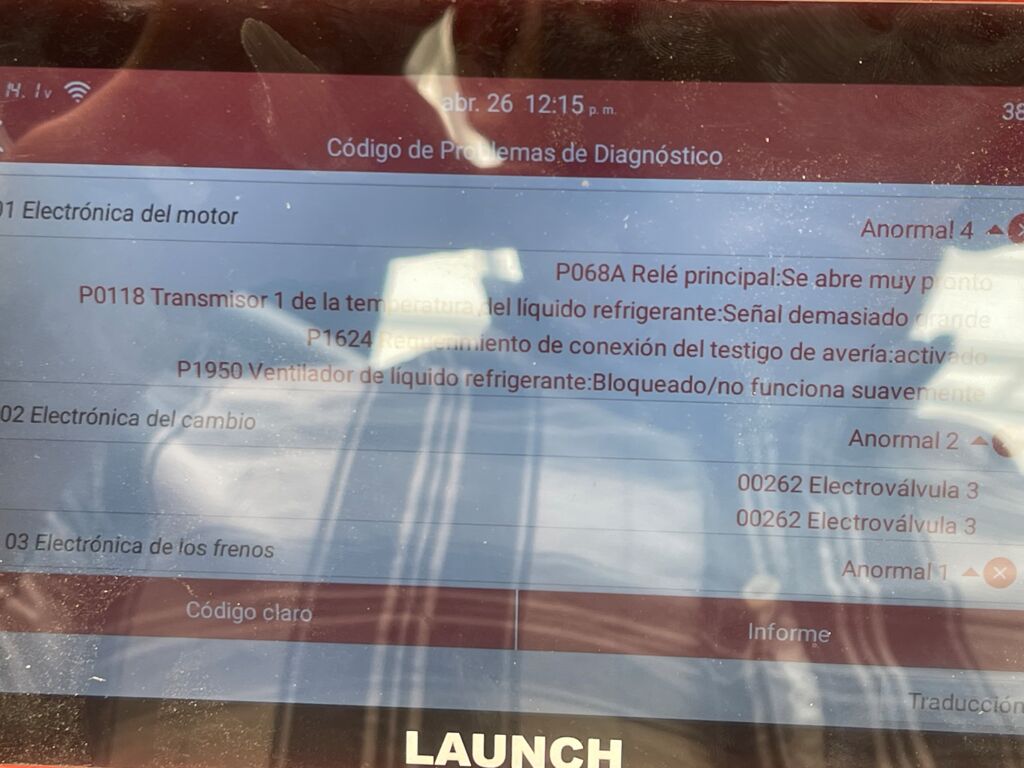 14.1v
abr. 26 12:15 p. m.
38
Código de Problemas de Diagnóstico
01 Electrónica del motor
Anormal 4
P068A Relé principal:Se abre muy pronto
P0118 Transmisor 1 de la temperatura del líquido refrigerante:Señal demasiado grande
P1624 Requerimiento de conexión del testigo de avería:activado
P1950 Ventilador de líquido refrigerante:Bloqueado/no funciona suavemente
02 Electrónica del cambio
Anormal 2
00262 Electroválvula 3
00262 Electroválvula 3
03 Electrónica de los frenos
Anormal 1
Código claro
Informe
Traducción
LAUNCH